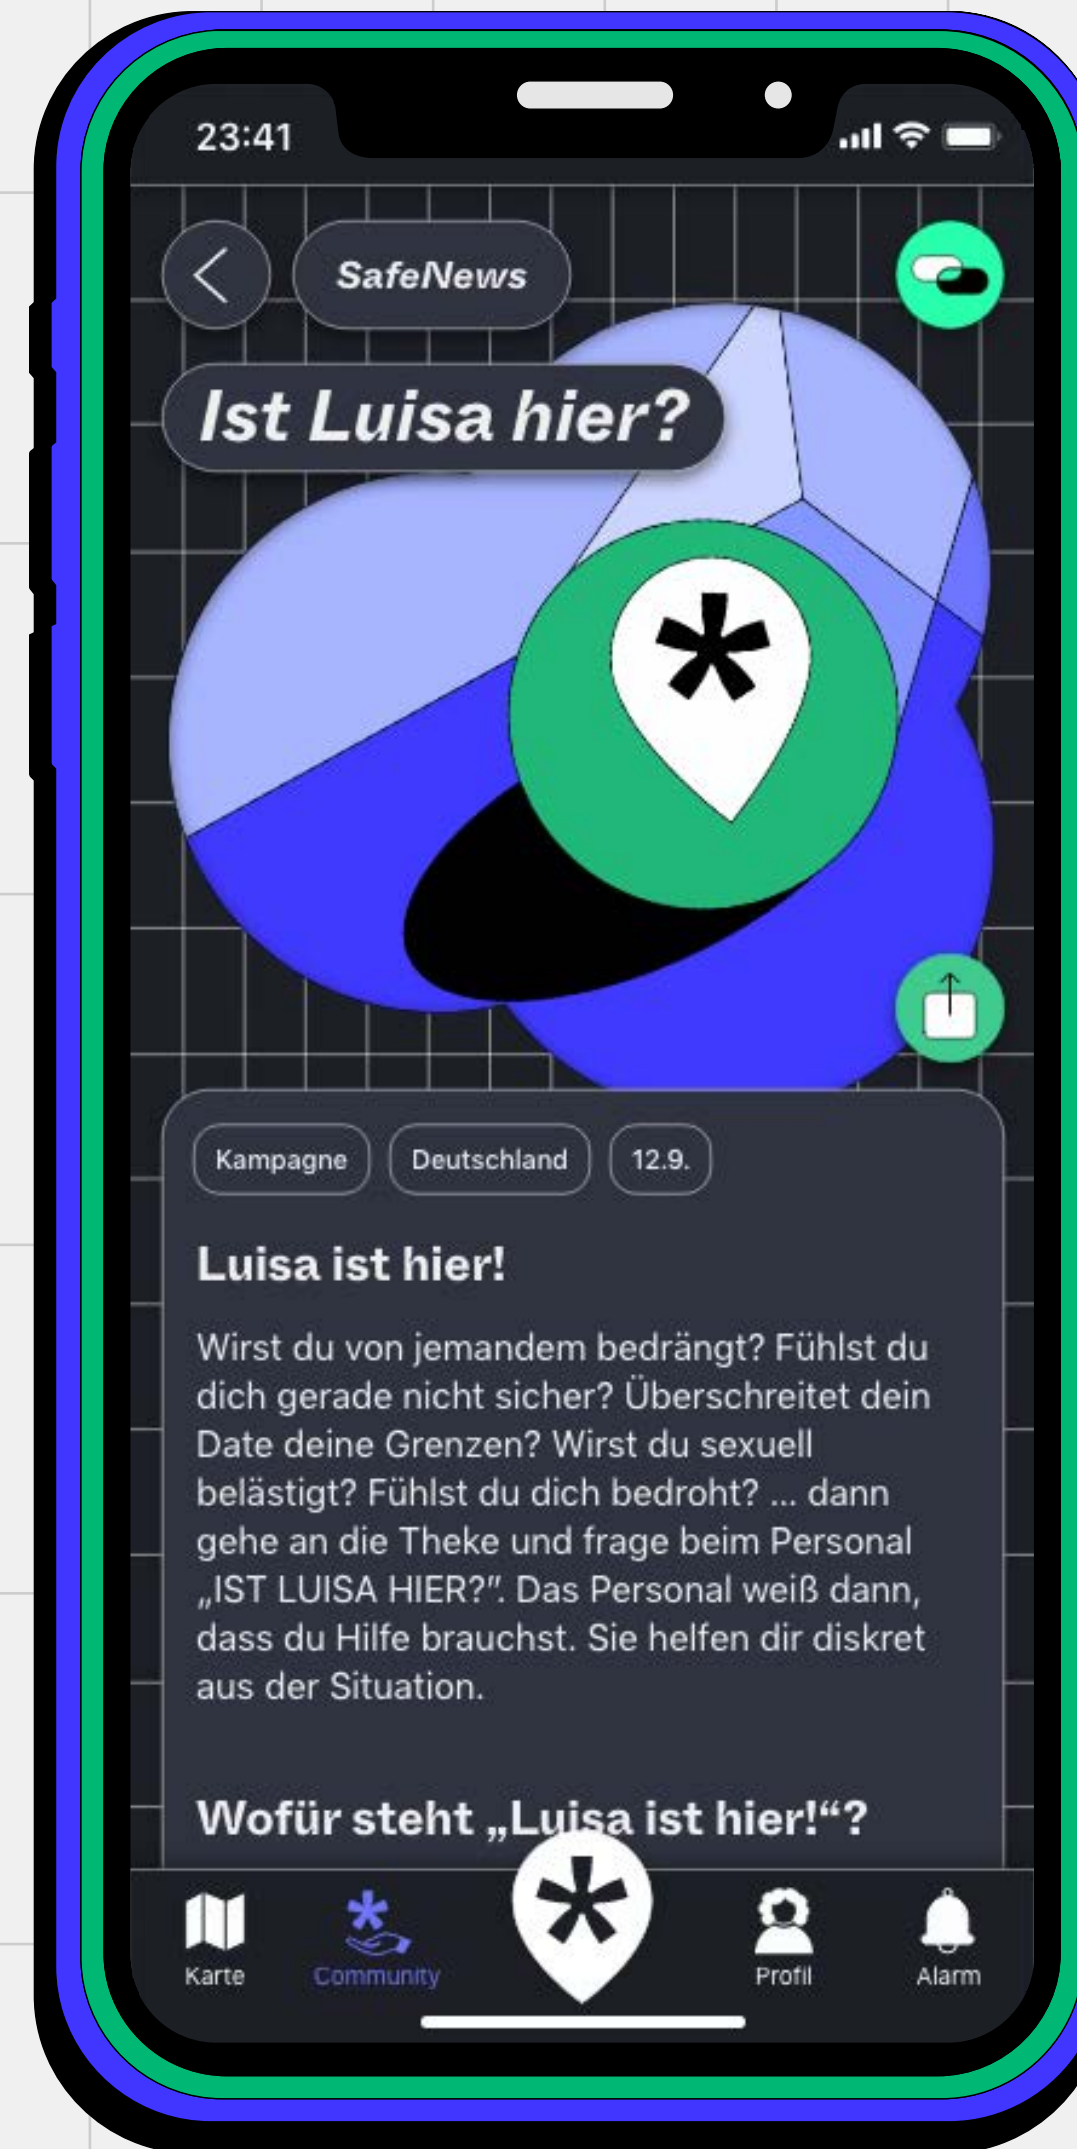 23:41
SafeNews
Ist Luisa hier?
Kampagne
Deutschland
12.9.
Luisa ist hier!
Wirst du von jemandem bedrängt? Fühlst du
dich gerade nicht sicher? Überschreitet dein
Date deine Grenzen? Wirst du sexuell
belästigt? Fühlst du dich bedroht? ... dann
gehe an die Theke und frage beim Personal
„IST LUISA HIER?”. Das Personal weiß dann,
dass du Hilfe brauchst. Sie helfen dir diskret
aus der Situation.
Wofür steht „Luisa ist hier!“?
Karte
Community
Profil
Alarm